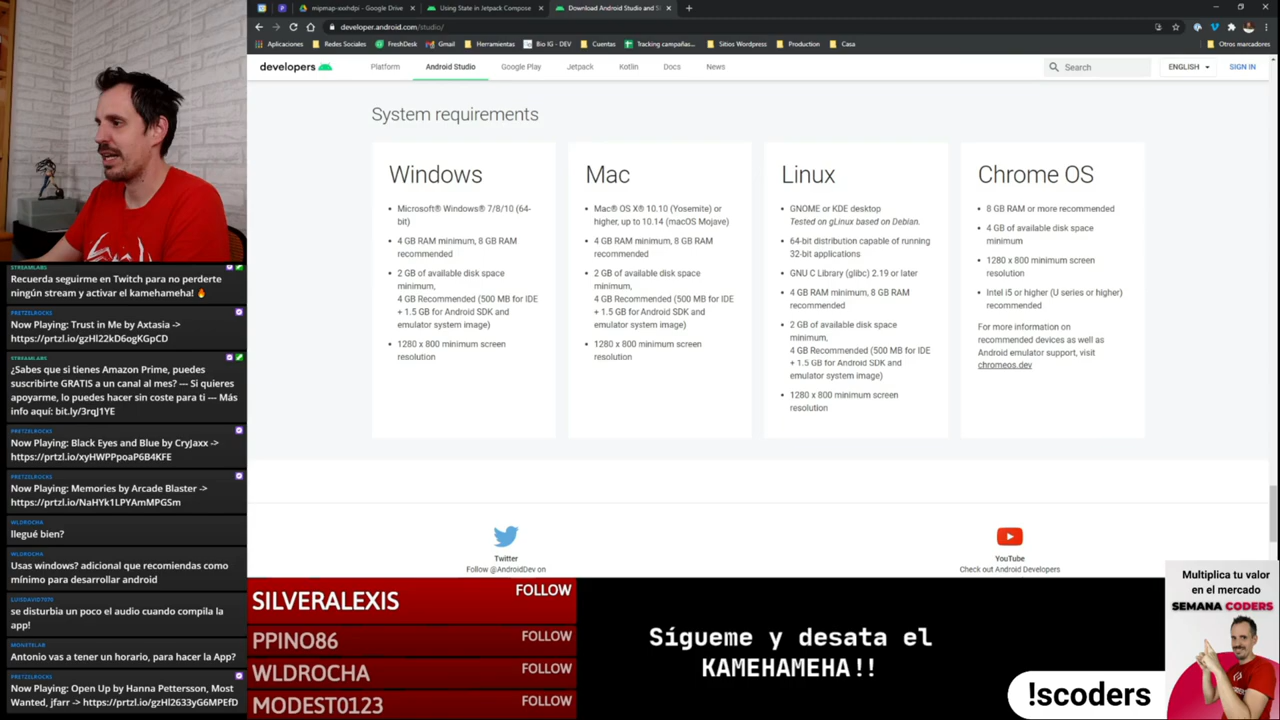 mipmap-xxxhdpi - Google Drive
Using State in Jetpack Compose
Download Android Studio and S
developer.android.com/studio/
Aplicaciones
Redes Sociales
FreshDesk
Gmail
Herramientas
Bio IG - DEV
Cuentas
Tracking campañas...
Sitios Wordpress
Production
Casa
Otros marcadores
developers
Platform
Android Studio
Google Play
Jetpack
Kotlin
Docs
News
Search
ENGLISH
SIGN IN
System requirements
Windows
Microsoft® Windows® 7/8/10 (64-
bit)
4 GB RAM minimum, 8 GB RAM
recommended
2 GB of available disk space
minimum,
4 GB Recommended (500 MB for IDE
+ 1.5 GB for Android SDK and
emulator system image)
1280 x 800 minimum screen
resolution
Mac
Mac® OS X® 10.10 (Yosemite) or
higher, up to 10.14 (macOS Mojave)
4 GB RAM minimum, 8 GB RAM
recommended
2 GB of available disk space
minimum,
4 GB Recommended (500 MB for IDE
+ 1.5 GB for Android SDK and
emulator system image)
1280 x 800 minimum screen
resolution
Linux
GNOME or KDE desktop
Tested on gLinux based on Debian.
64-bit distribution capable of running
32-bit applications
GNU C Library (glibc) 2.19 or later
4 GB RAM minimum, 8 GB RAM
recommended
2 GB of available disk space
minimum,
4 GB Recommended (500 MB for IDE
+ 1.5 GB for Android SDK and
emulator system image)
1280 x 800 minimum screen
resolution
Chrome OS
8 GB RAM or more recommended
4 GB of available disk space
minimum
1280 x 800 minimum screen
resolution
Intel i5 or higher (U series or higher)
recommended
For more information on
recommended devices as well as
Android emulator support, visit
chromeos.dev
Twitter
Follow @AndroidDev on
YouTube
Check out Android Developers
STREAMLABS
Recuerda seguirme en Twitch para no perderte
ningún stream y activar el kamehameha!
PRETZELROCKS
Now Playing: Trust in Me by Axtasia ->
https://prtzl.io/gzHl22kD6ogKGpCD
STREAMLABS
¿Sabes que si tienes Amazon Prime, puedes
suscribirte GRATIS a un canal al mes? --- Si quieres
apoyarme, lo puedes hacer sin coste para ti --- Más
info aquí: bit.ly/3rqJ1YE
PRETZELROCKS
Now Playing: Black Eyes and Blue by CryJaxx ->
https://prtzl.io/xyHWPPpoaP6B4KFE
PRETZELROCKS
Now Playing: Memories by Arcade Blaster ->
https://prtzl.io/NaHYk1LPYAmMPGSm
WLDROCHA
llegué bien?
WLDROCHA
Usas windows? adicional que recomiendas como
mínimo para desarrollar android
se disturbia un poco el audio cuando compila la
app!
MONETELAB
Antonio vas a tener un horario, para hacer la App?
PRETZELROCKS
Now Playing: Open Up by Hanna Pettersson, Most
Wanted, jfarr -> https://prtzl.io/gzHl2633yG6MPEfD
SILVERALEXIS FOLLOW
PPINO86 FOLLOW
WLDROCHA FOLLOW
MODEST0123 FOLLOW
Sígueme y desata el
KAMEHAMEHA!!
Multiplica tu valor
en el mercado
SEMANA CODERS
!scoders